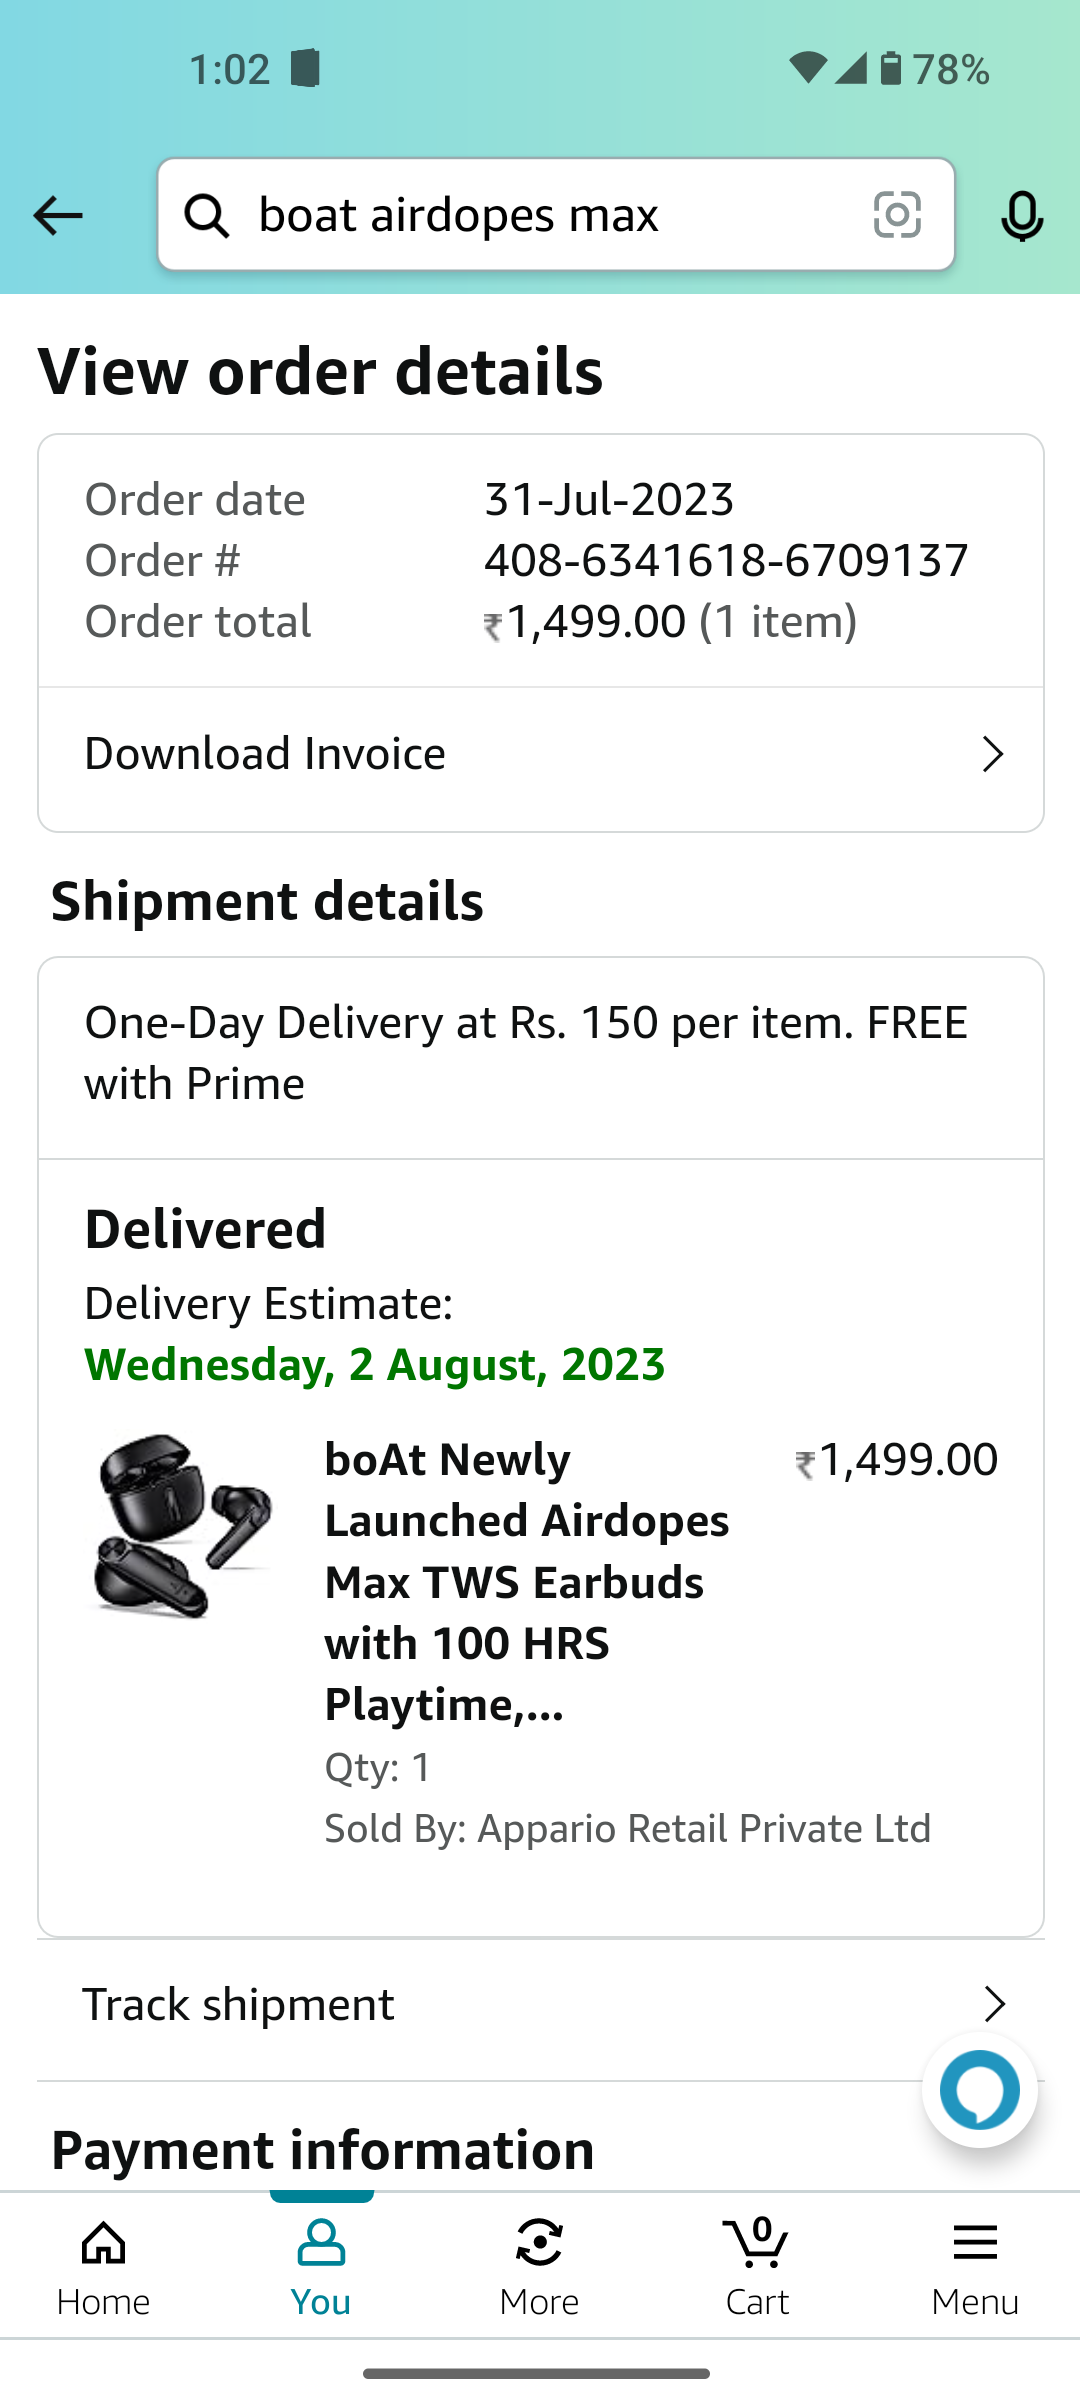 1:02
78%
boat airdopes max
View order details
Order date 31-Jul-2023
Order # 408-6341618-6709137
Order total ₹1,499.00 (1 item)
Download Invoice
Shipment details
One-Day Delivery at Rs. 150 per item. FREE
with Prime
Delivered
Delivery Estimate:
Wednesday, 2 August, 2023
boAt Newly ₹1,499.00
Launched Airdopes
Max TWS Earbuds
with 100 HRS
Playtime,...
Qty: 1
Sold By: Appario Retail Private Ltd
Track shipment
Payment information
0
Home You More Cart Menu